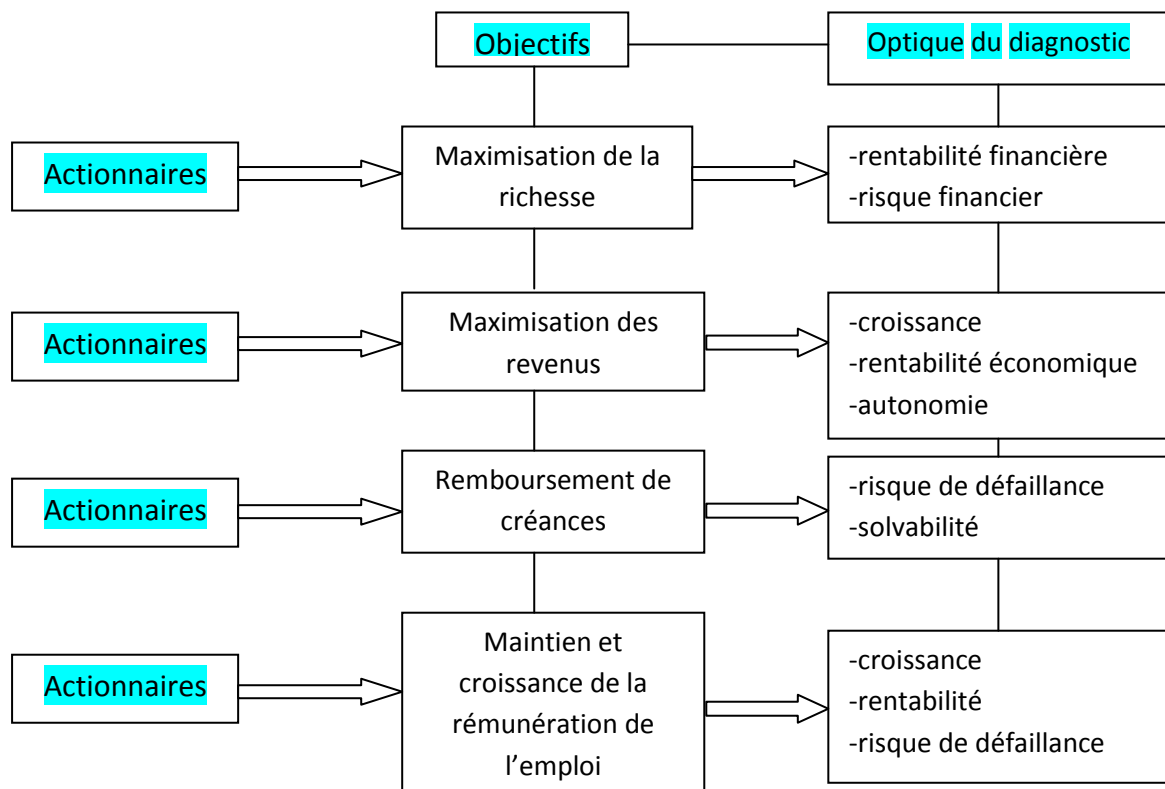 Objectifs
Optique du diagnostic
Actionnaires
Maximisation de la
richesse
-rentabilité financière
-risque financier
Actionnaires
Maximisation des
revenus
-croissance
-rentabilité économique
-autonomie
Actionnaires
Remboursement de
créances
-risque de défaillance
-solvabilité
Actionnaires
Maintien et
croissance de la
rémunération de
l’emploi
-croissance
-rentabilité
-risque de défaillance